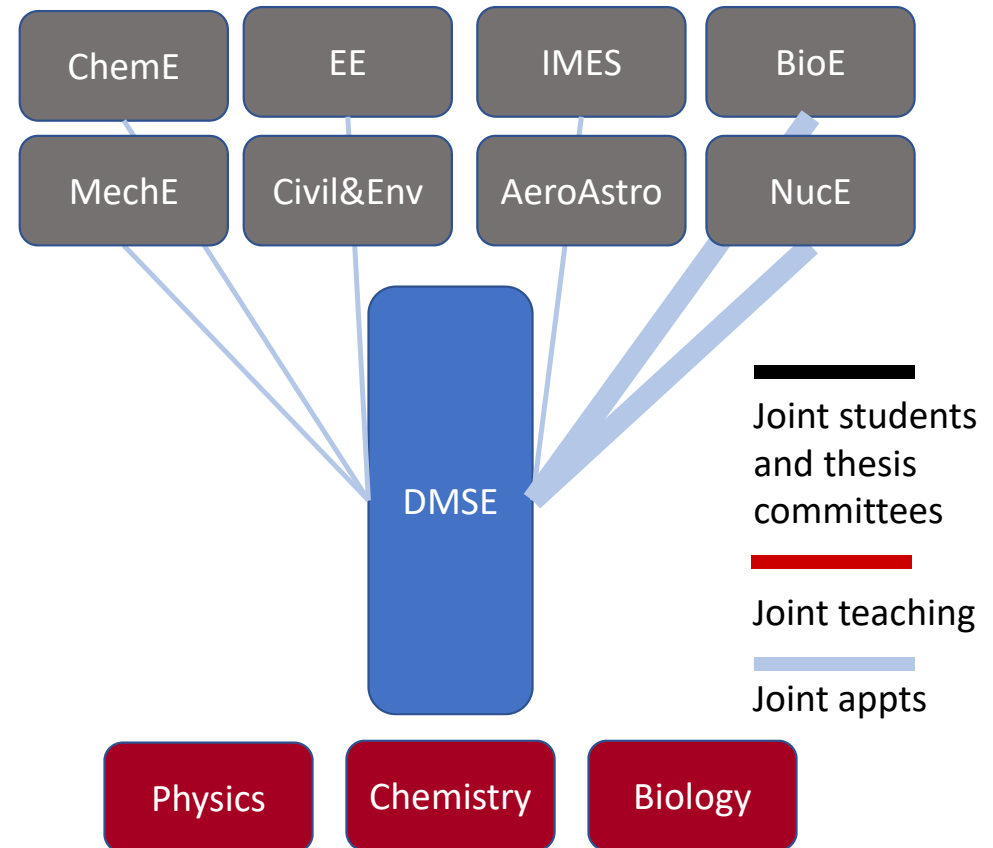 ChemE
EE
IMES
BioE
MechE
Civil&Env
AeroAstro
NucE
DMSE
Joint students
and thesis
committees
Joint teaching
Joint appts
Physics
Chemistry
Biology